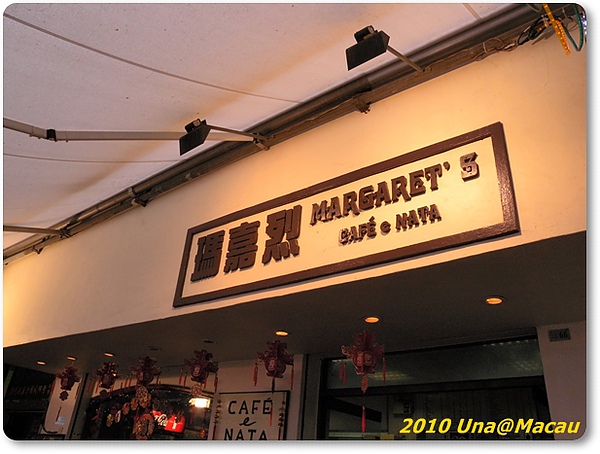 瑪嘉烈
MARGARET'S
CAFÉ e NATA
CAFÉ
e
NATA
2010 Una@Macau